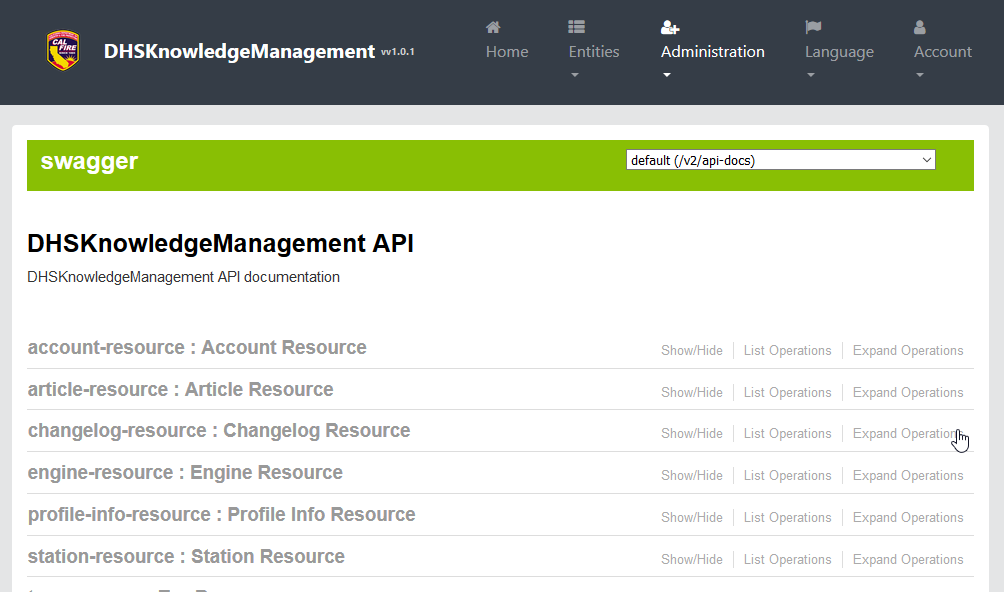 CAL FIRE
DHSKnowledgeManagement vv1.0.1
Home
Entities
Administration
Language
Account
swagger
default (/v2/api-docs)
DHSKnowledgeManagement API
DHSKnowledgeManagement API documentation
account-resource : Account Resource Show/Hide List Operations Expand Operations
article-resource : Article Resource Show/Hide List Operations Expand Operations
changelog-resource : Changelog Resource Show/Hide List Operations Expand Operations
engine-resource : Engine Resource Show/Hide List Operations Expand Operations
profile-info-resource : Profile Info Resource Show/Hide List Operations Expand Operations
station-resource : Station Resource Show/Hide List Operations Expand Operations